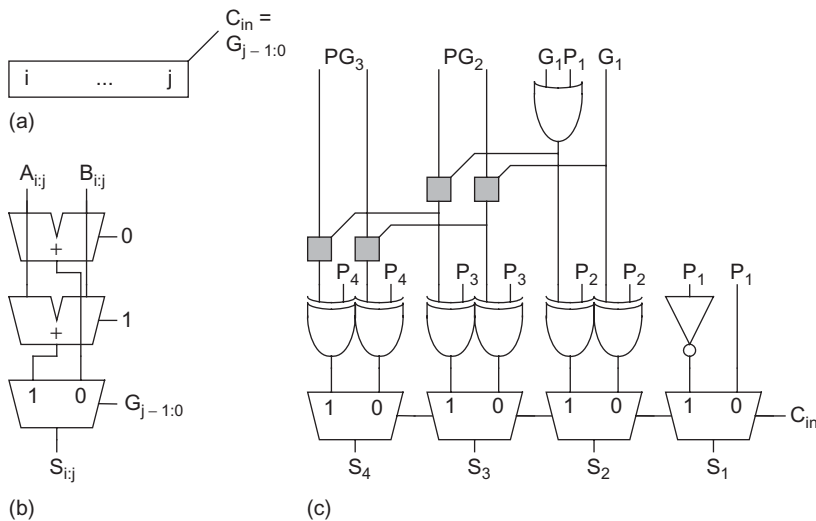 C_in =
G_j – 1:0
i ... j
(a)
A_i:j B_i:j
+ 0
+ 1
1 0 G_j – 1:0
S_i:j
(b)
PG_3 PG_2 G_1 P_1 G_1
P_4 P_4 P_3 P_3 P_2 P_2 P_1 P_1
1 0 1 0 1 0 1 0 C_in
S_4 S_3 S_2 S_1
(c)